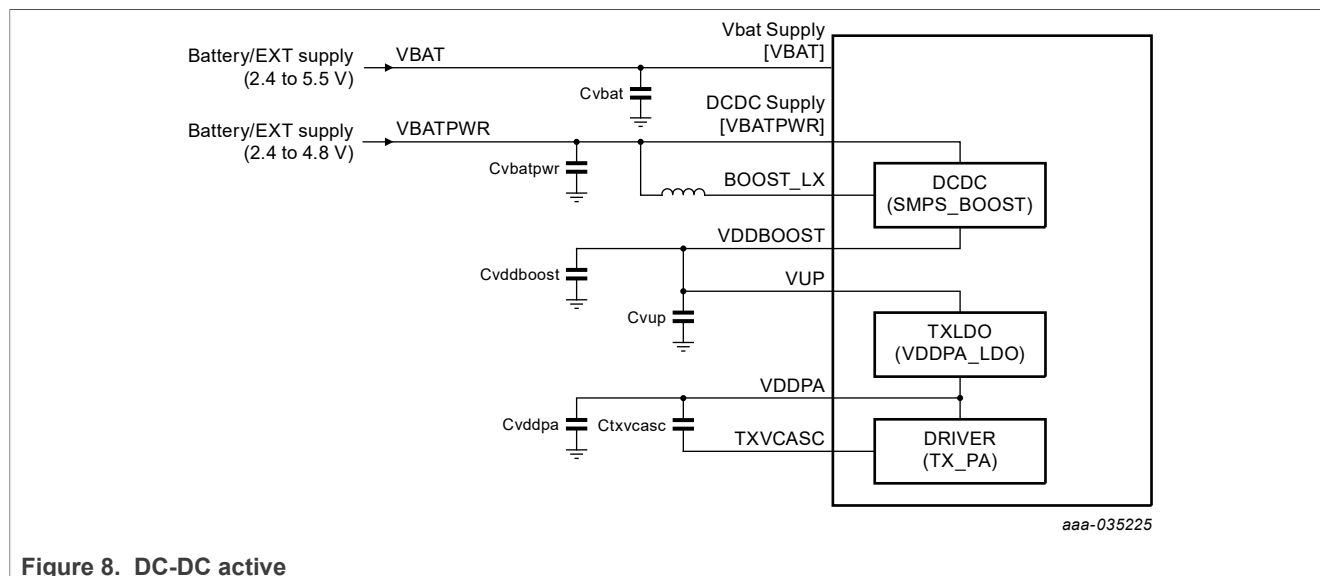 Vbat Supply
[VBAT]
Battery/EXT supply
(2.4 to 5.5 V)
VBAT
Cvbat
DCDC Supply
[VBATPWR]
Battery/EXT supply
(2.4 to 4.8 V)
VBATPWR
Cvbatpwr
BOOST_LX
DCDC
(SMPS_BOOST)
VDDBOOST
Cvddboost
VUP
Cvup
TXLDO
(VDDPA_LDO)
VDDPA
Cvddpa
Ctxvcasc
TXVCASC
DRIVER
(TX_PA)
aaa-035225
Figure 8. DC-DC active